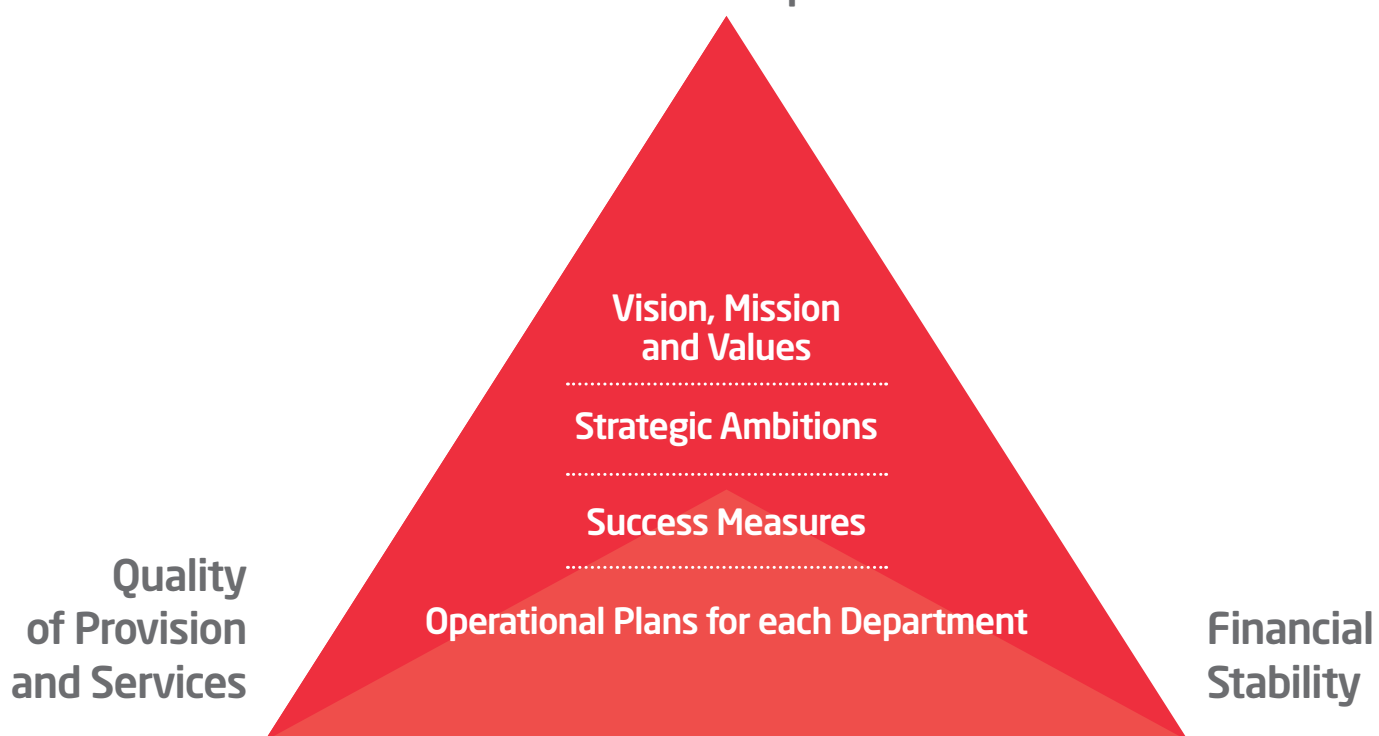 Vision, Mission
and Values
Strategic Ambitions
Success Measures
Operational Plans for each Department
Quality
of Provision
and Services
Financial
Stability